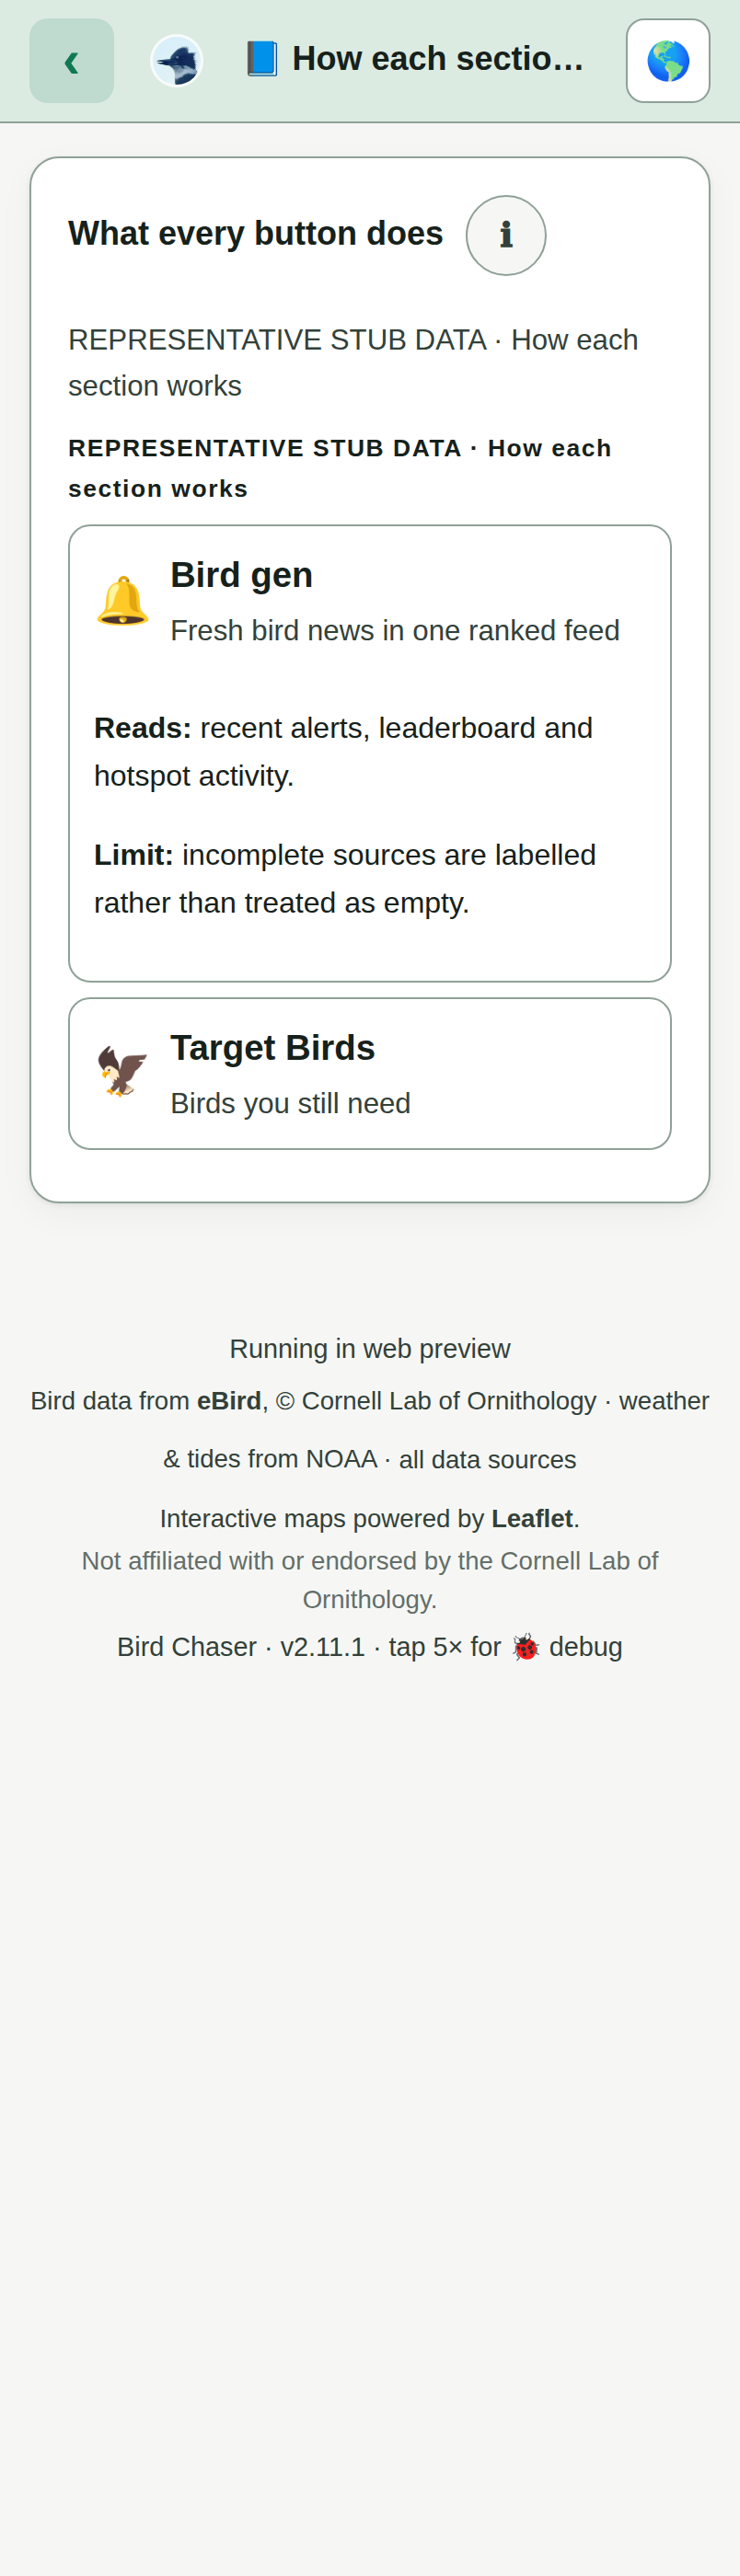 ‹ 📘 How each sectio… 🌎
What every button does ℹ
REPRESENTATIVE STUB DATA · How each
section works
REPRESENTATIVE STUB DATA · How each
section works
🔔 Bird gen
Fresh bird news in one ranked feed
Reads: recent alerts, leaderboard and
hotspot activity.
Limit: incomplete sources are labelled
rather than treated as empty.
🦅 Target Birds
Birds you still need
Running in web preview
Bird data from eBird, © Cornell Lab of Ornithology · weather
& tides from NOAA · all data sources
Interactive maps powered by Leaflet.
Not affiliated with or endorsed by the Cornell Lab of
Ornithology.
Bird Chaser · v2.11.1 · tap 5× for 🐞 debug